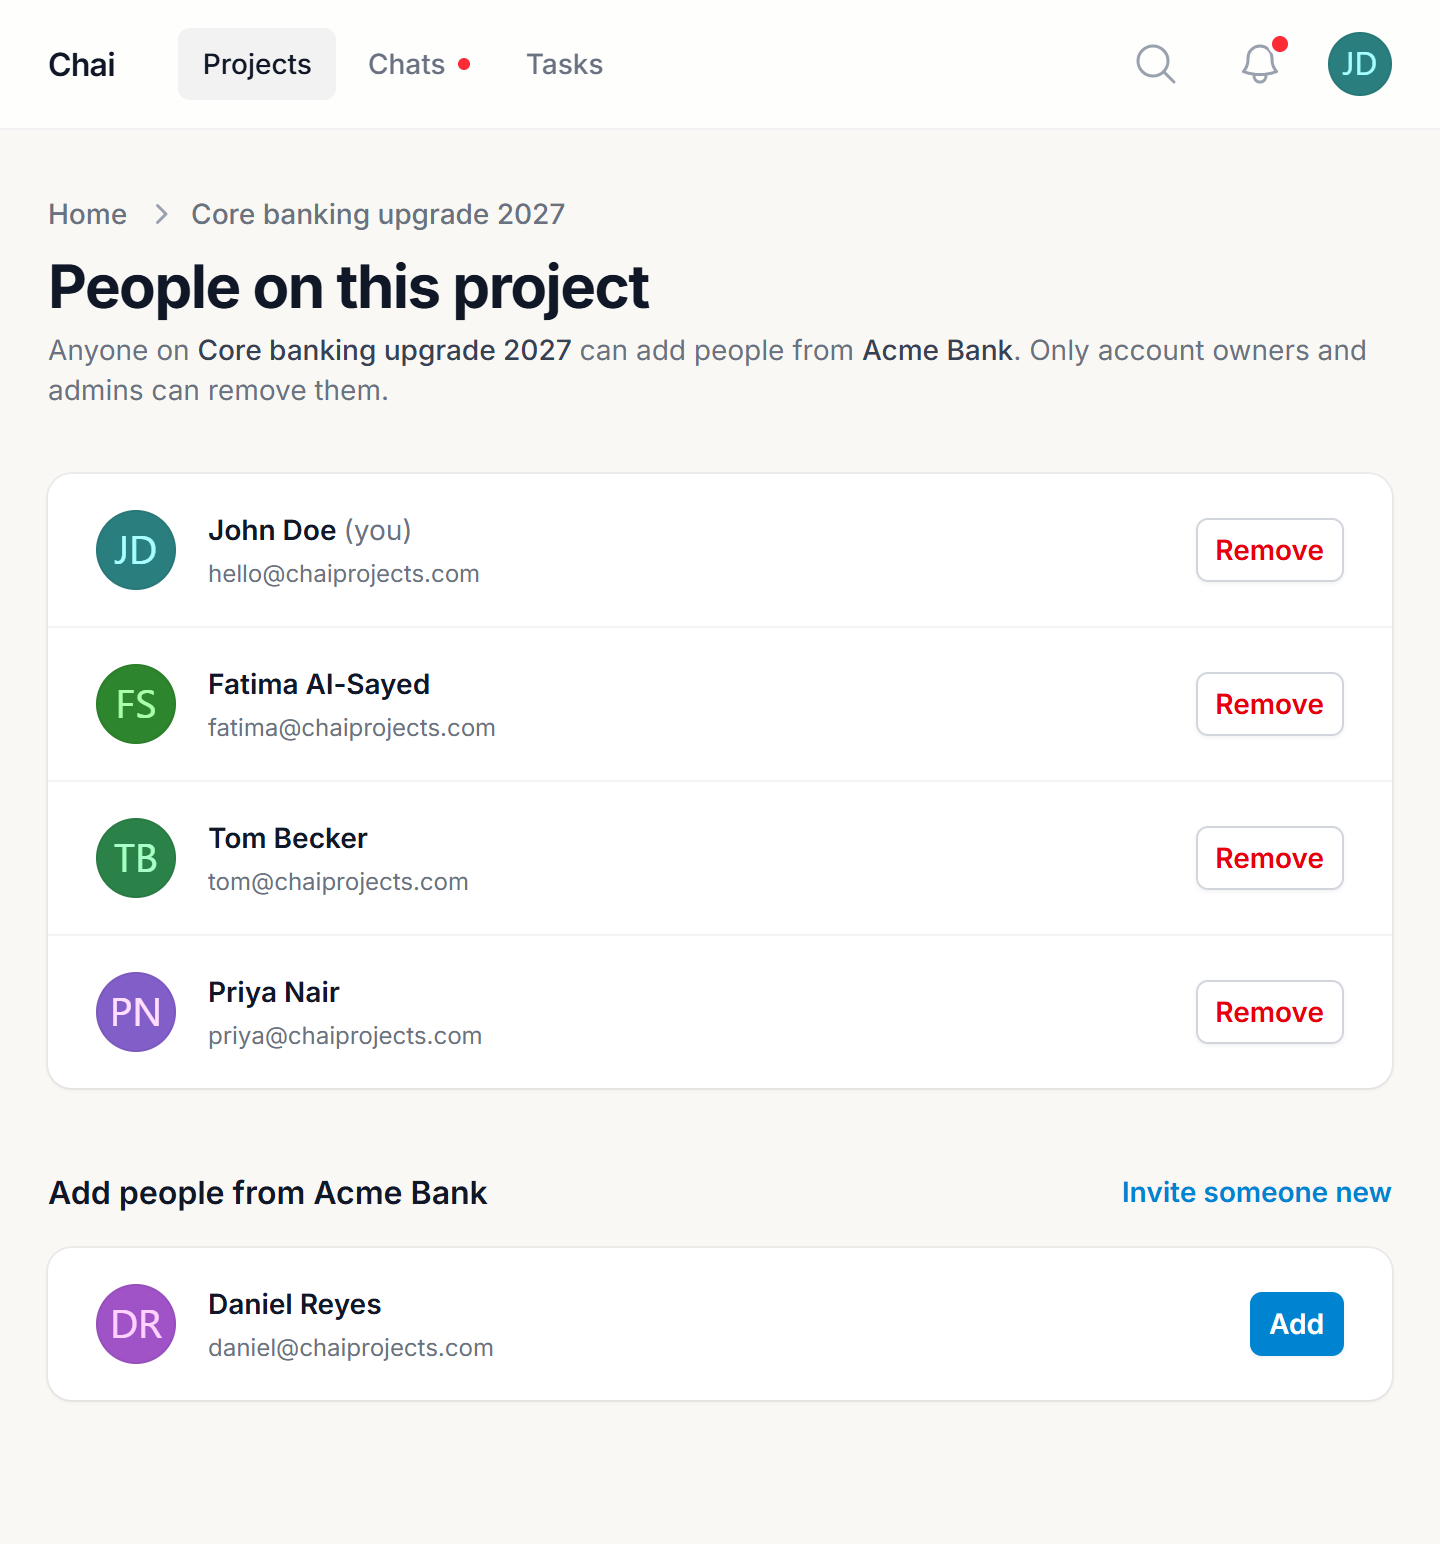 Chai Projects Chats Tasks JD
Home Core banking upgrade 2027
People on this project
Anyone on Core banking upgrade 2027 can add people from Acme Bank. Only account owners and
admins can remove them.
JD John Doe (you) Remove
hello@chaiprojects.com
FS Fatima Al-Sayed Remove
fatima@chaiprojects.com
TB Tom Becker Remove
tom@chaiprojects.com
PN Priya Nair Remove
priya@chaiprojects.com
Add people from Acme Bank Invite someone new
DR Daniel Reyes Add
daniel@chaiprojects.com